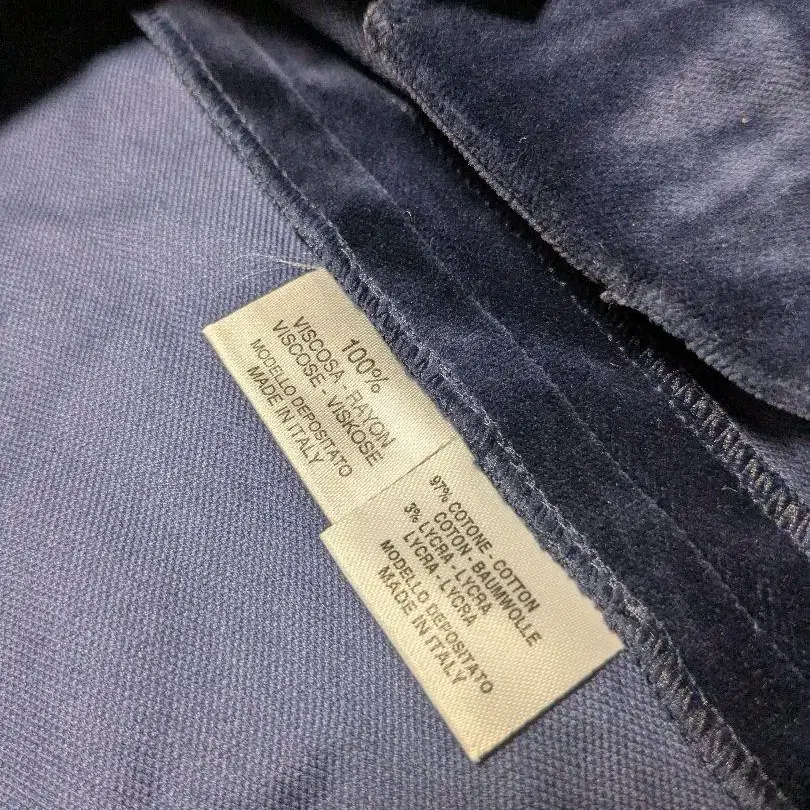 100%
VISCOSA - RAYON
VISCOSE - VISKOSE
MODELLO DEPOSITATO
MADE IN ITALY
97% COTONE - COTTON
COTON - BAUMWOLLE
3% LYCRA - LYCRA
LYCRA - LYCRA
MODELLO DEPOSITATO
MADE IN ITALY